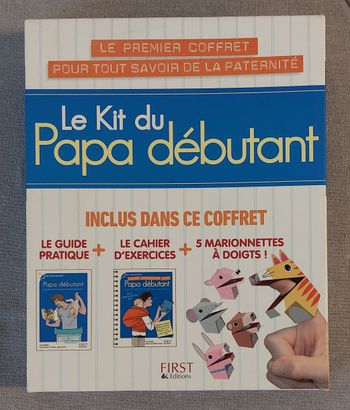 LE PREMIER COFFRET
POUR TOUT SAVOIR DE LA PATERNITÉ
Le Kit du
Papa débutant
INCLUS DANS CE COFFRET
LE GUIDE
PRATIQUE
+
LE CAHIER
D'EXERCICES
+
5 MARIONNETTES
À DOIGTS !
Papa débutant
Papa débutant
FIRST
Editions